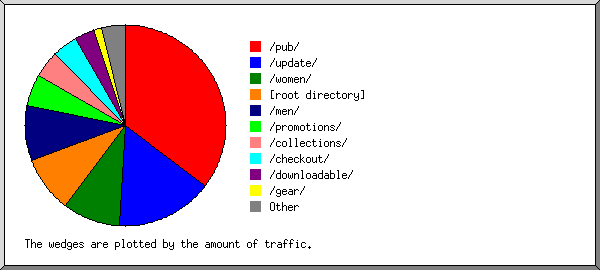 /pub/
/update/
/women/
[root directory]
/men/
/promotions/
/collections/
/checkout/
/downloadable/
/gear/
Other
The wedges are plotted by the amount of traffic.